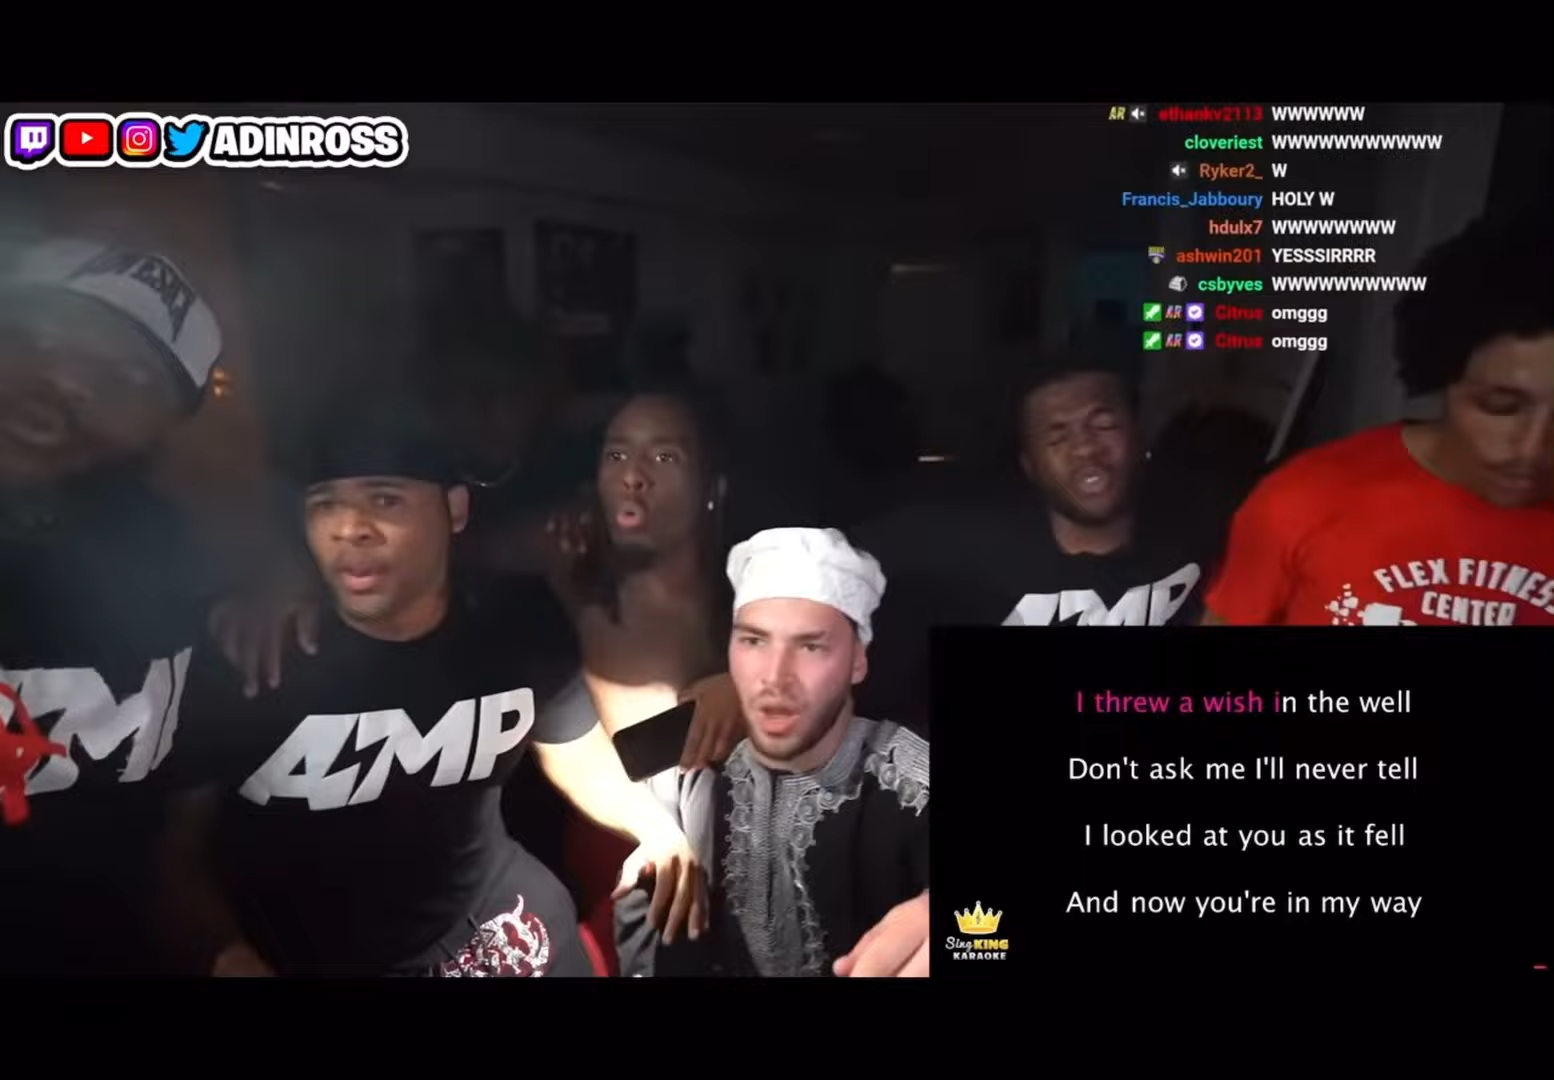 ADINROSS
ethankv2113 WWWWWW
cloveriest WWWWWWWWWWW
Ryker2_ W
Francis_Jabboury HOLY W
hdulx7 WWWWWWWWW
ashwin201 YESSSIRRRR
csbyves WWWWWWWWWW
Citrus omggg
Citrus omggg
AMP
AMP
FLEX FITNESS
CENTER
I threw a wish in the well
Don't ask me I'll never tell
I looked at you as it fell
And now you're in my way
Sing KING
KARAOKE